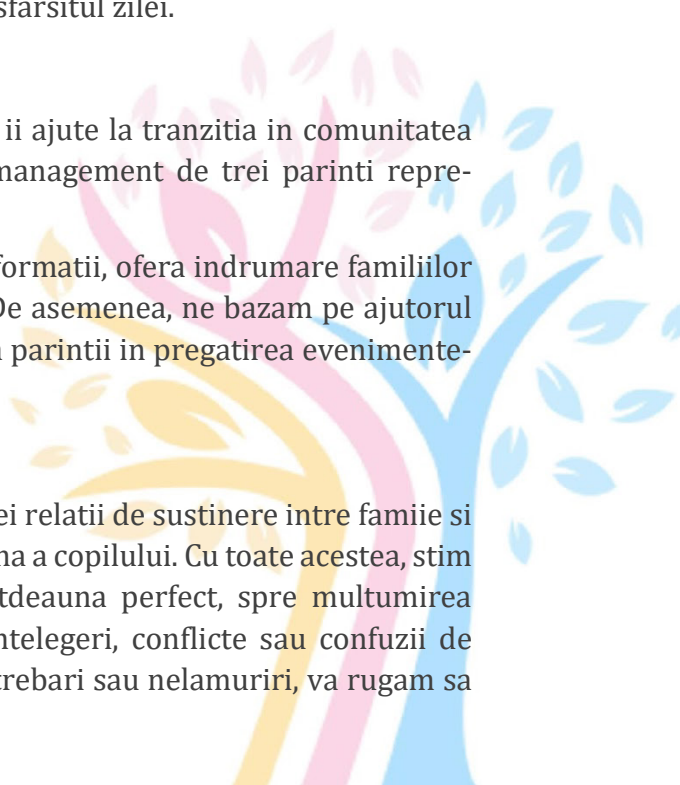 sfarsitul zilei.
ii ajute la tranzitia in comunitatea
management de trei parinti repre-
formatii, ofera indrumare familiilor
De asemenea, ne bazam pe ajutorul
parintii in pregatirea evenimente-
ei relatii de sustinere intre famiie si
a copilului. Cu toate acestea, stim
tdeauna perfect, spre multumirea
ntelegeri, conflicte sau confuzii de
trebari sau nelamuriri, va rugam sa